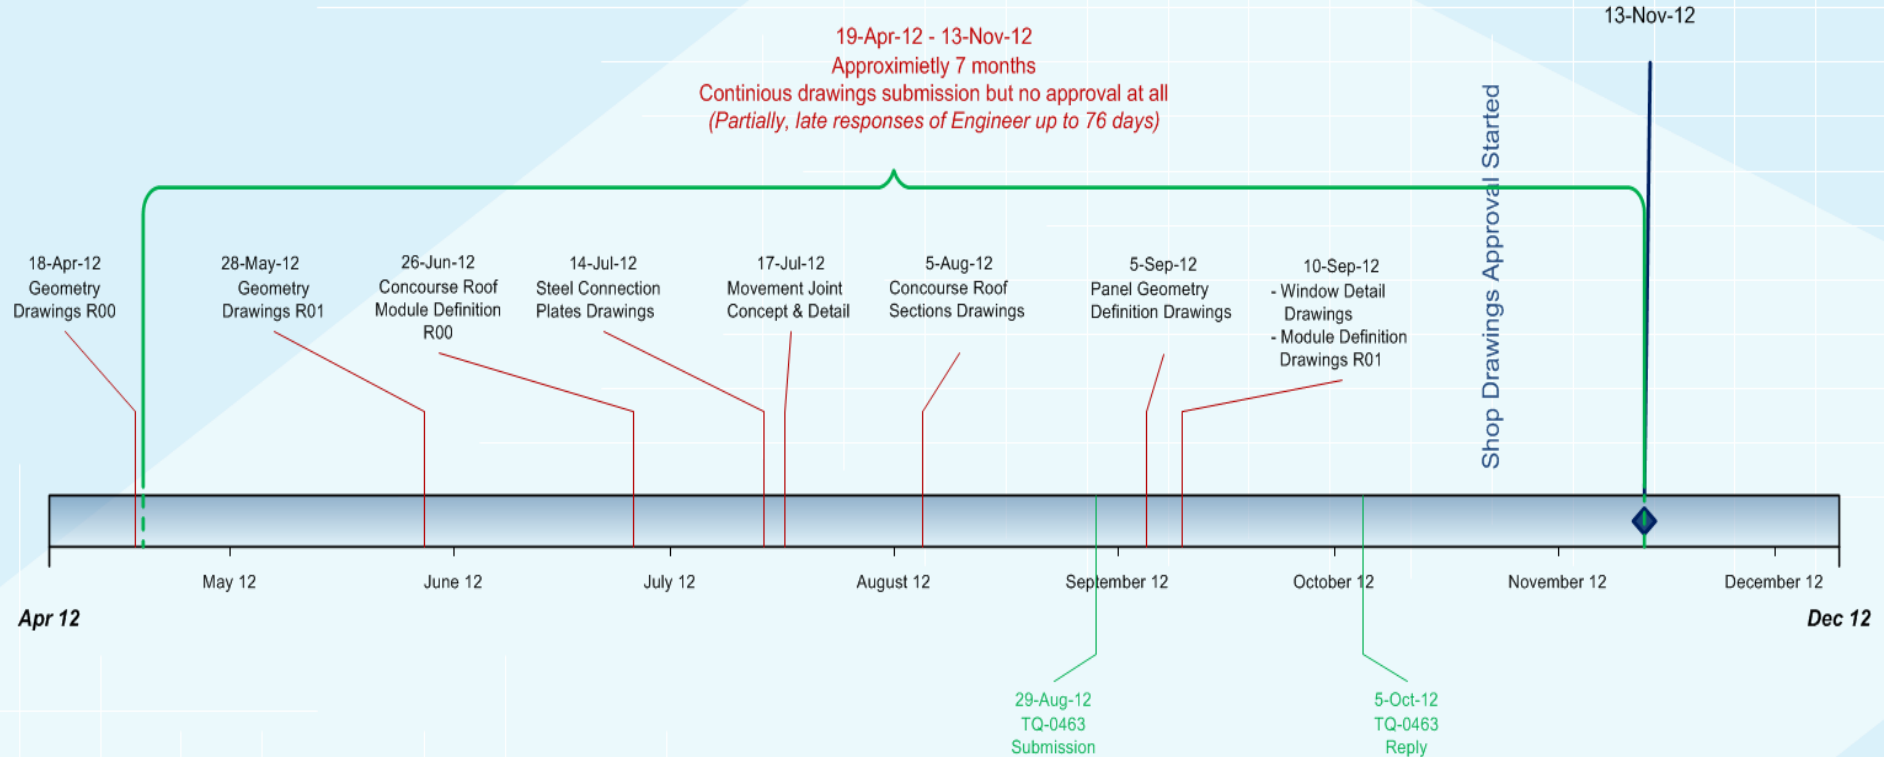 13-Nov-12
19-Apr-12 - 13-Nov-12
Approximietly 7 months
Continious drawings submission but no approval at all
(Partially, late responses of Engineer up to 76 days)
Shop Drawings Approval Started
18-Apr-12
Geometry
Drawings R00
28-May-12
Geometry
Drawings R01
26-Jun-12
Concourse Roof
Module Definition
R00
14-Jul-12
Steel Connection
Plates Drawings
17-Jul-12
Movement Joint
Concept & Detail
5-Aug-12
Concourse Roof
Sections Drawings
5-Sep-12
Panel Geometry
Definition Drawings
10-Sep-12
- Window Detail
Drawings
- Module Definition
Drawings R01
May 12
June 12
July 12
August 12
September 12
October 12
November 12
December 12
Apr 12
Dec 12
29-Aug-12
TQ-0463
Submission
5-Oct-12
TQ-0463
Reply